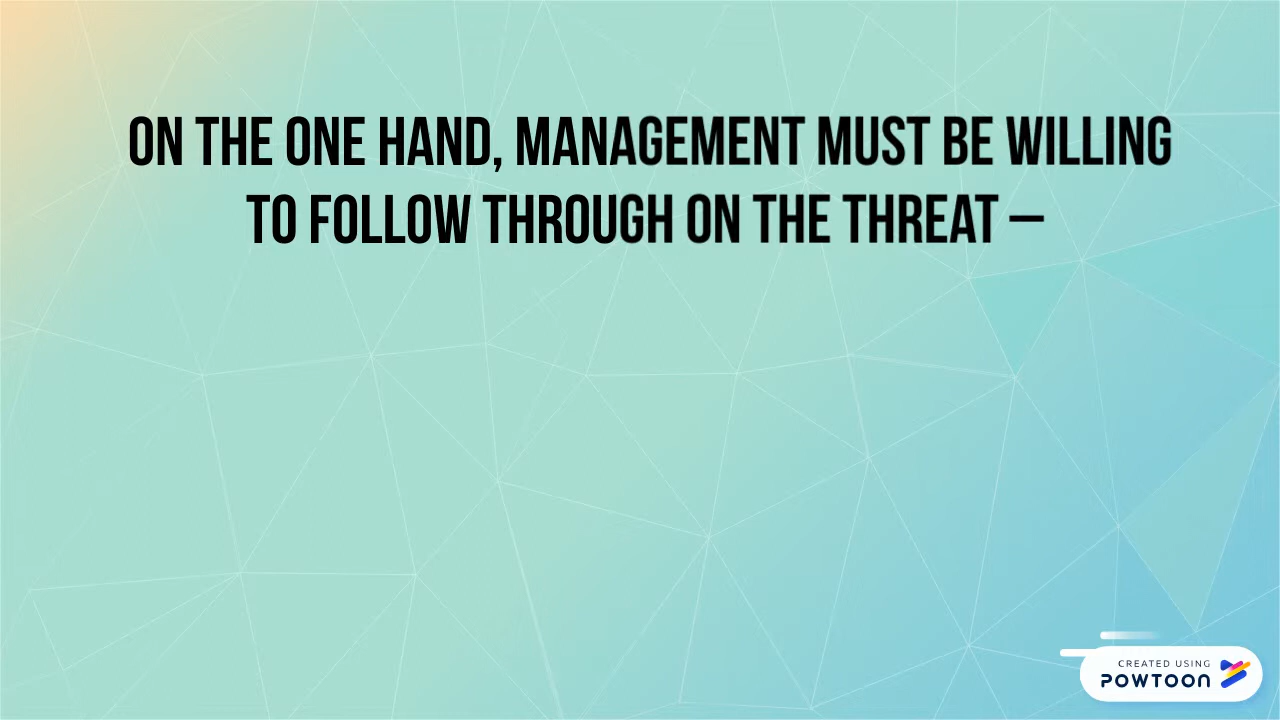 ON THE ONE HAND, MANAGEMENT MUST BE WILLING
TO FOLLOW THROUGH ON THE THREAT –
CREATED USING
POWTOON